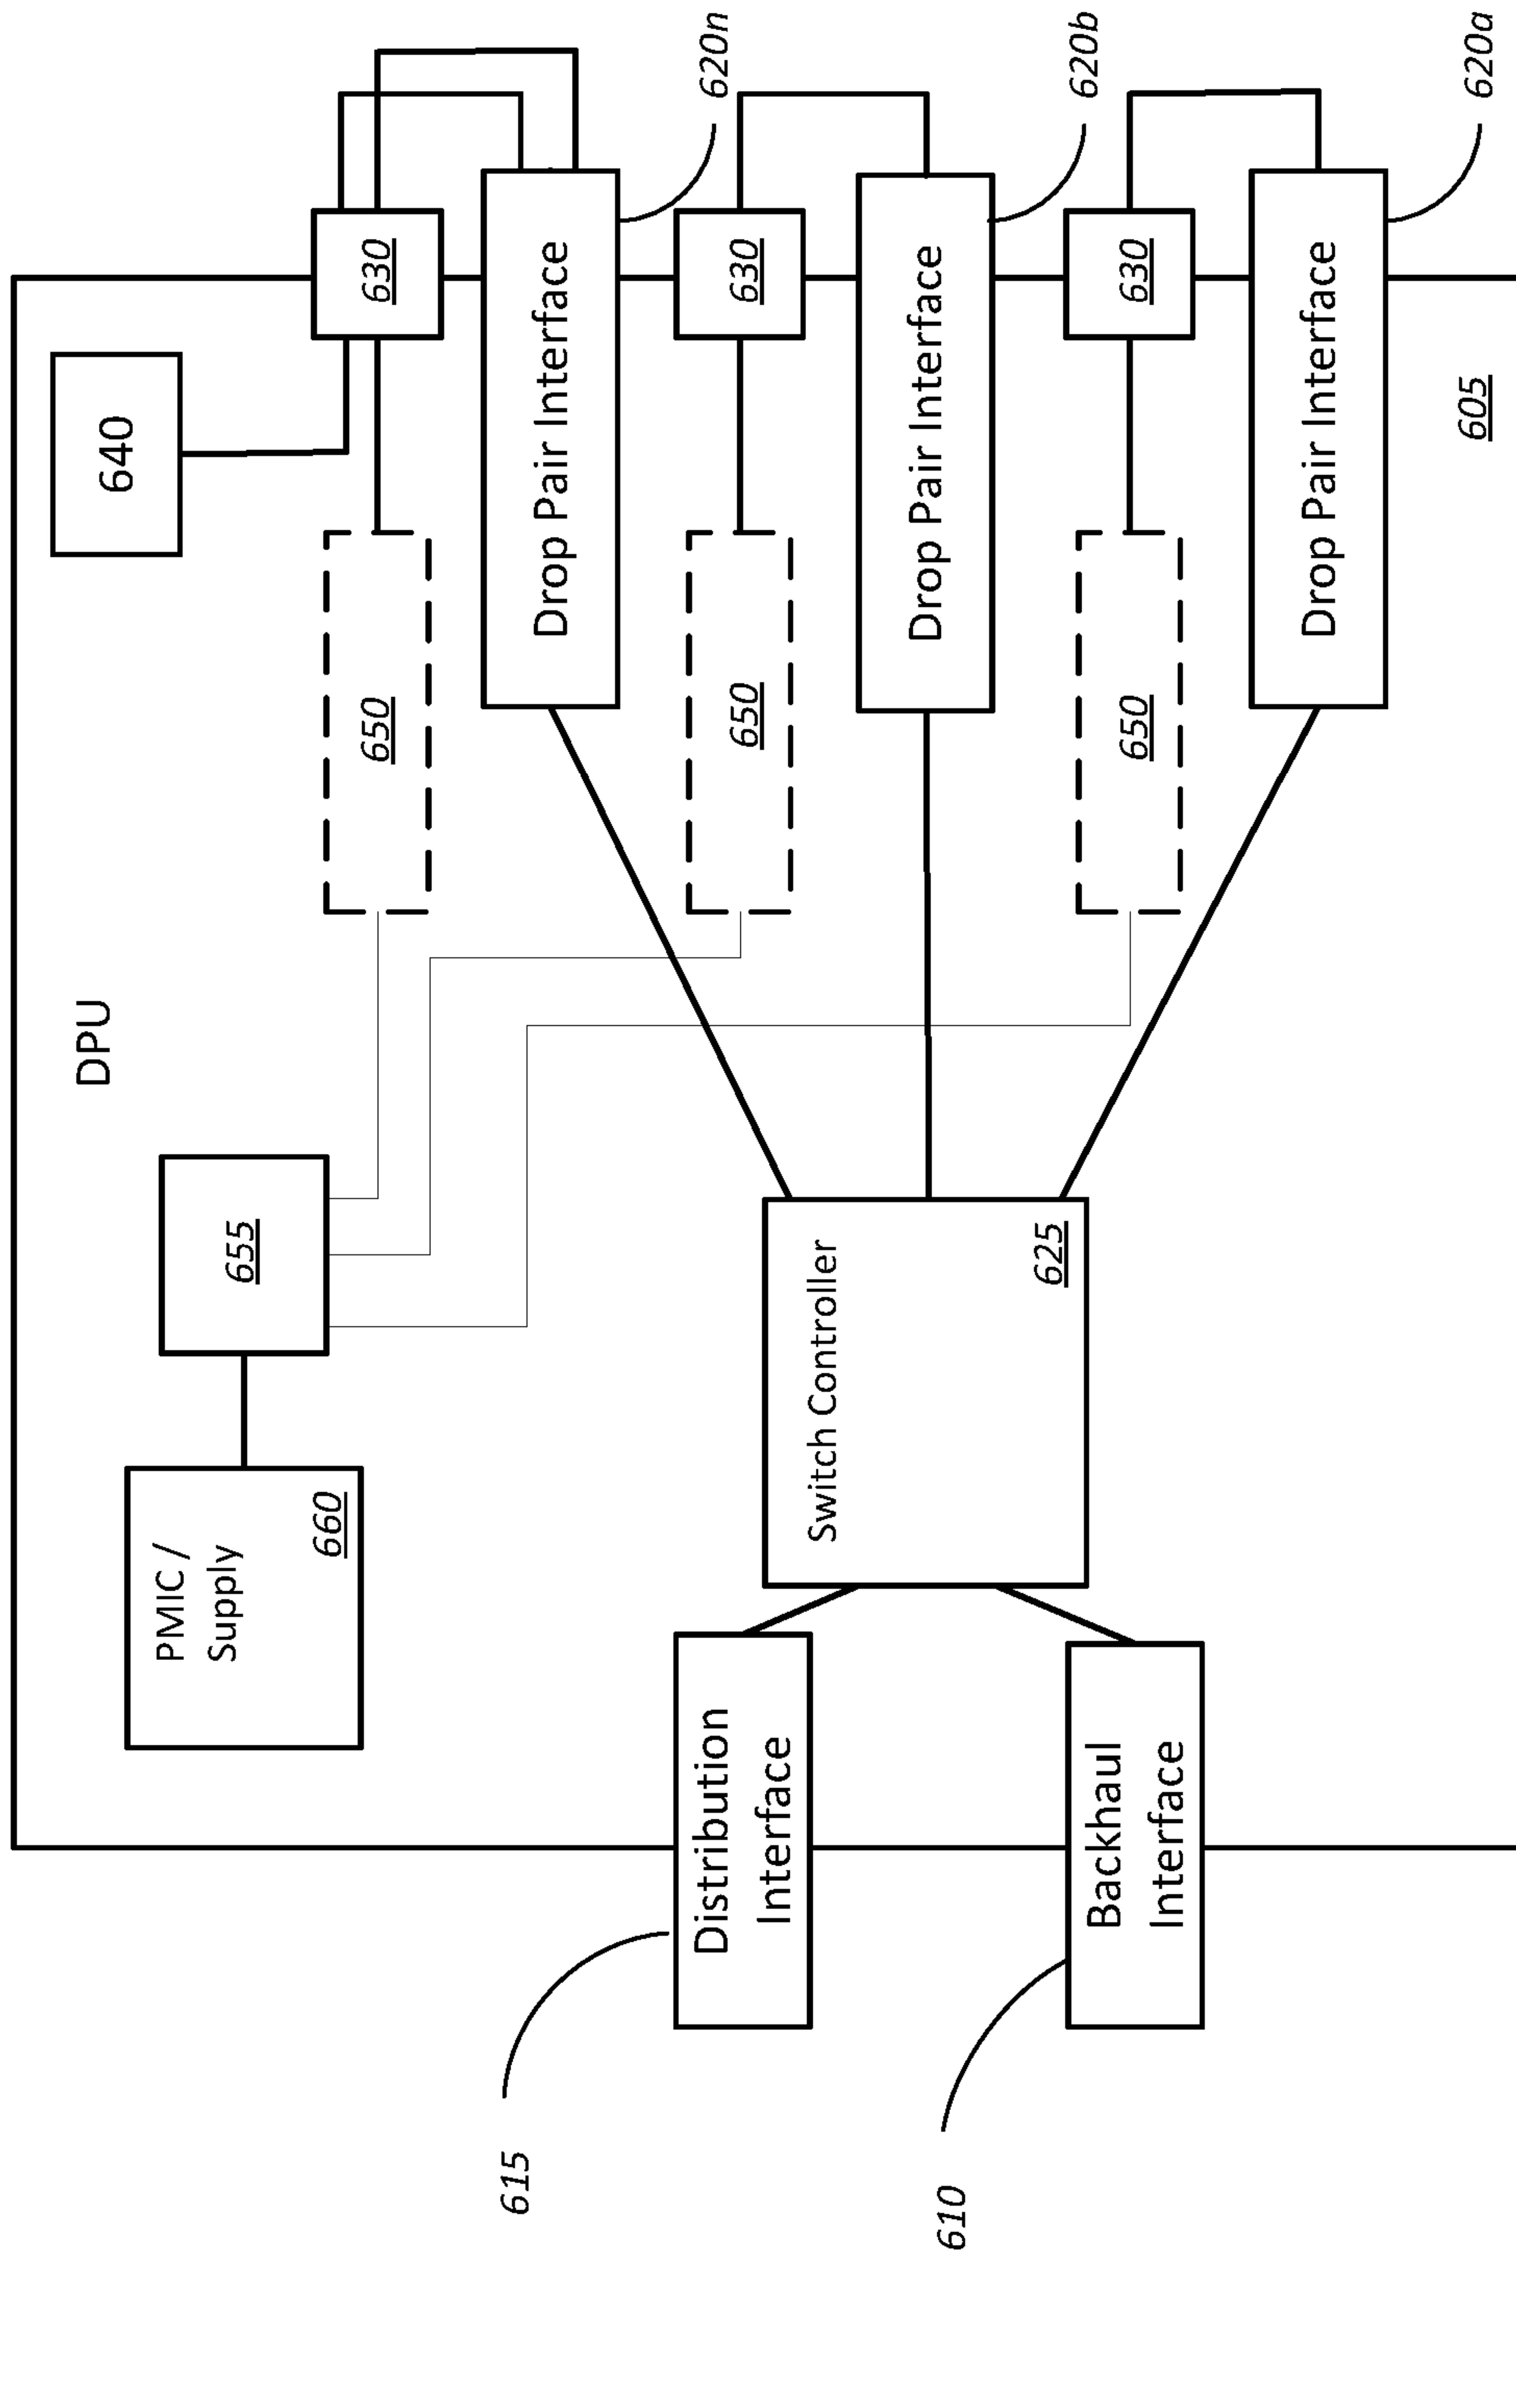 DPU
640
PMIC /
Supply
660
655
650
630
Drop Pair Interface
620n
650
630
Distribution
Interface
615
Switch Controller
625
Drop Pair Interface
620b
650
630
Backhaul
Interface
610
Drop Pair Interface
620a
605